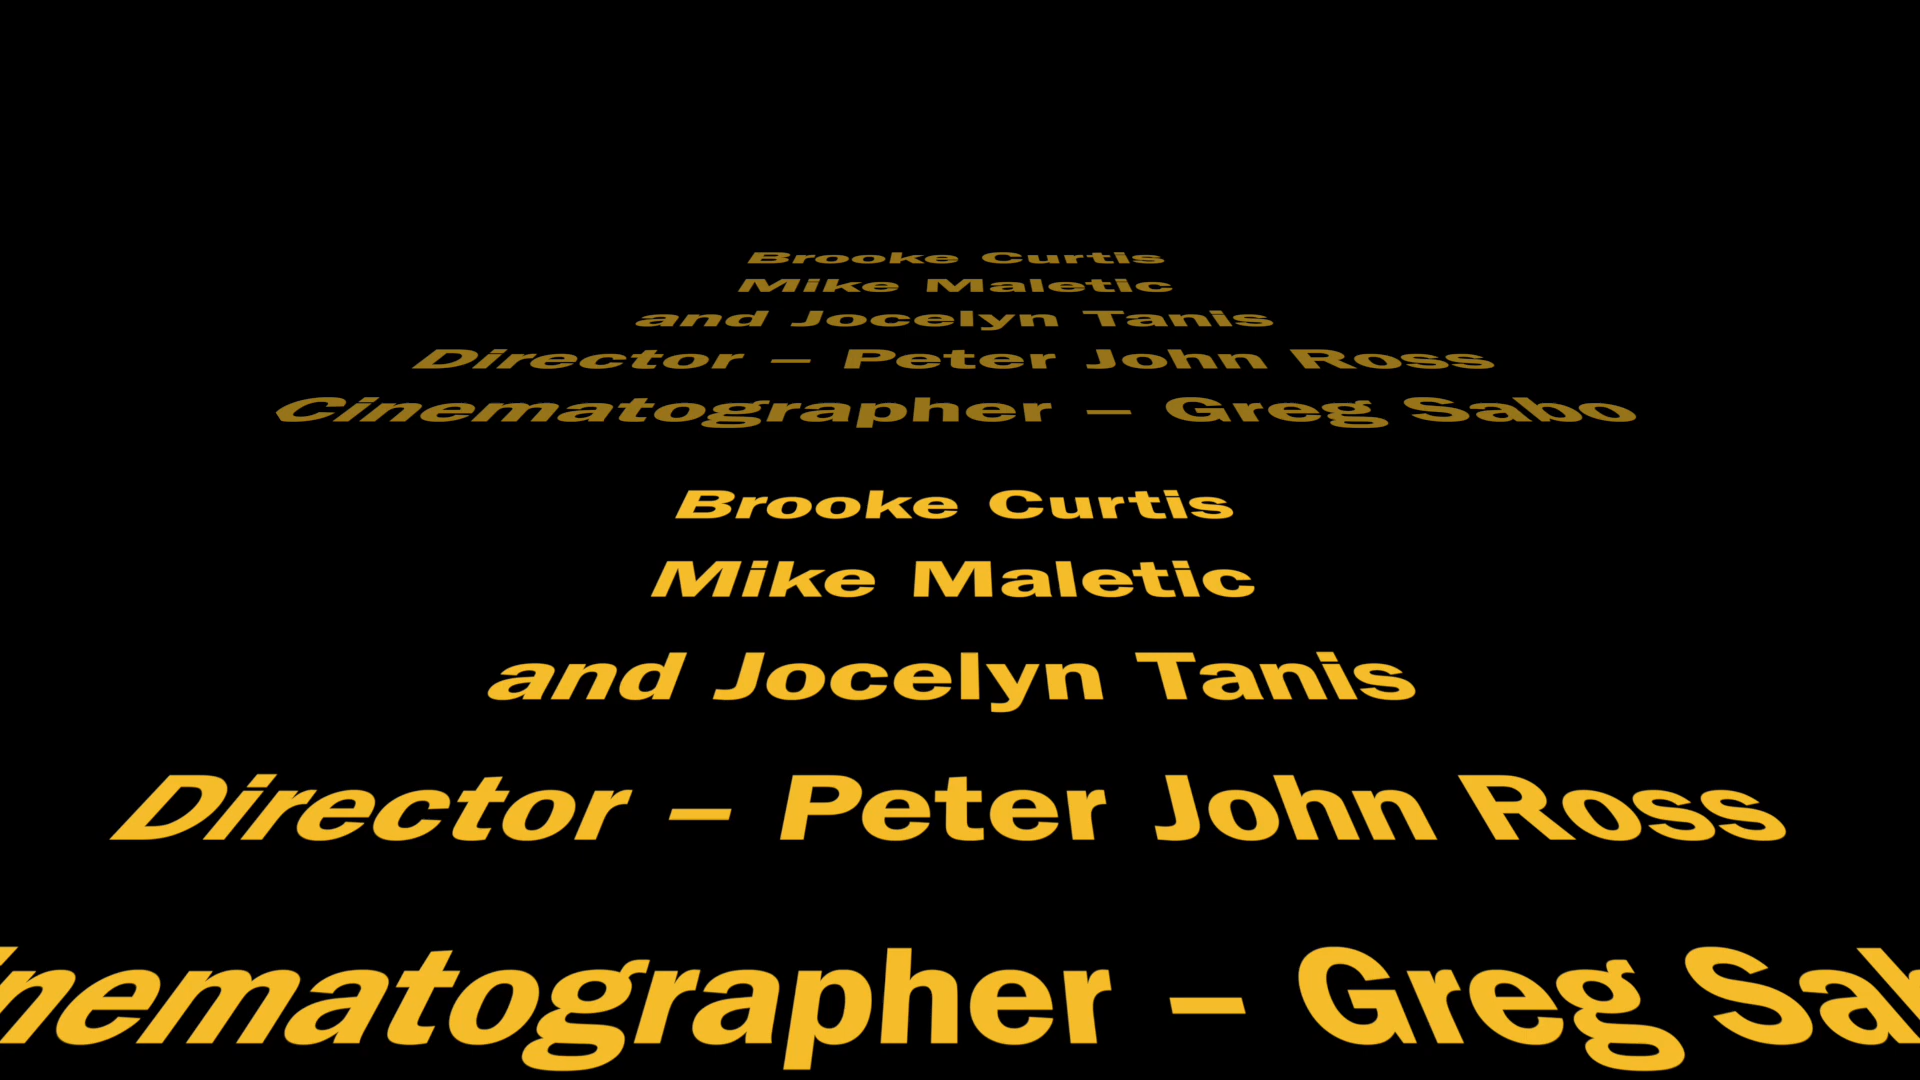 Brooke Curtis
Mike Maletic
and Jocelyn Tanis
Director – Peter John Ross
Cinematographer – Greg Sabo
Brooke Curtis
Mike Maletic
and Jocelyn Tanis
Director – Peter John Ross
nematographer – Greg Sab